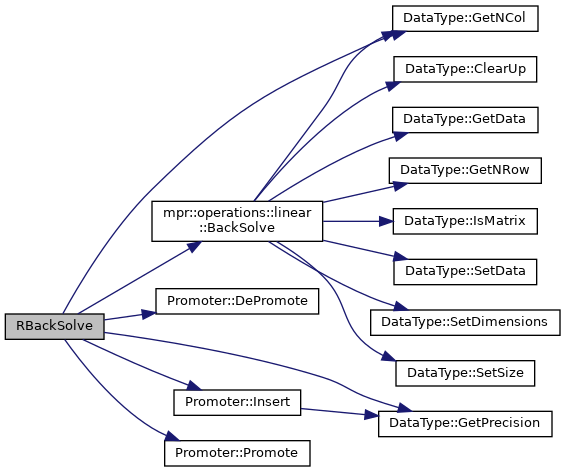 DataType::GetNCol
DataType::ClearUp
DataType::GetData
DataType::GetNRow
mpr::operations::linear
::BackSolve
DataType::IsMatrix
DataType::SetData
Promoter::DePromote
DataType::SetDimensions
RBackSolve
DataType::SetSize
Promoter::Insert
DataType::GetPrecision
Promoter::Promote